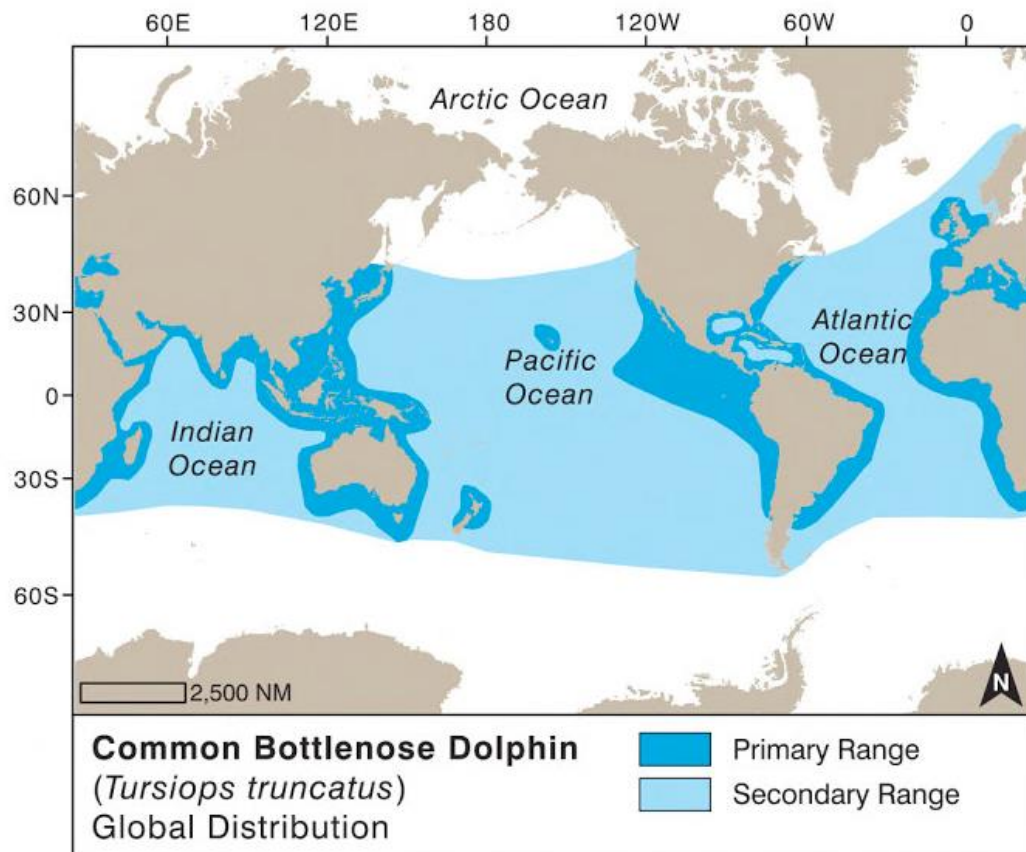 60E 120E 180 120W 60W 0
Arctic Ocean
60N
30N
Atlantic
Ocean
Pacific
Ocean
0
Indian
Ocean
30S
60S
2,500 NM
N
Common Bottlenose Dolphin
(Tursiops truncatus)
Global Distribution
Primary Range
Secondary Range